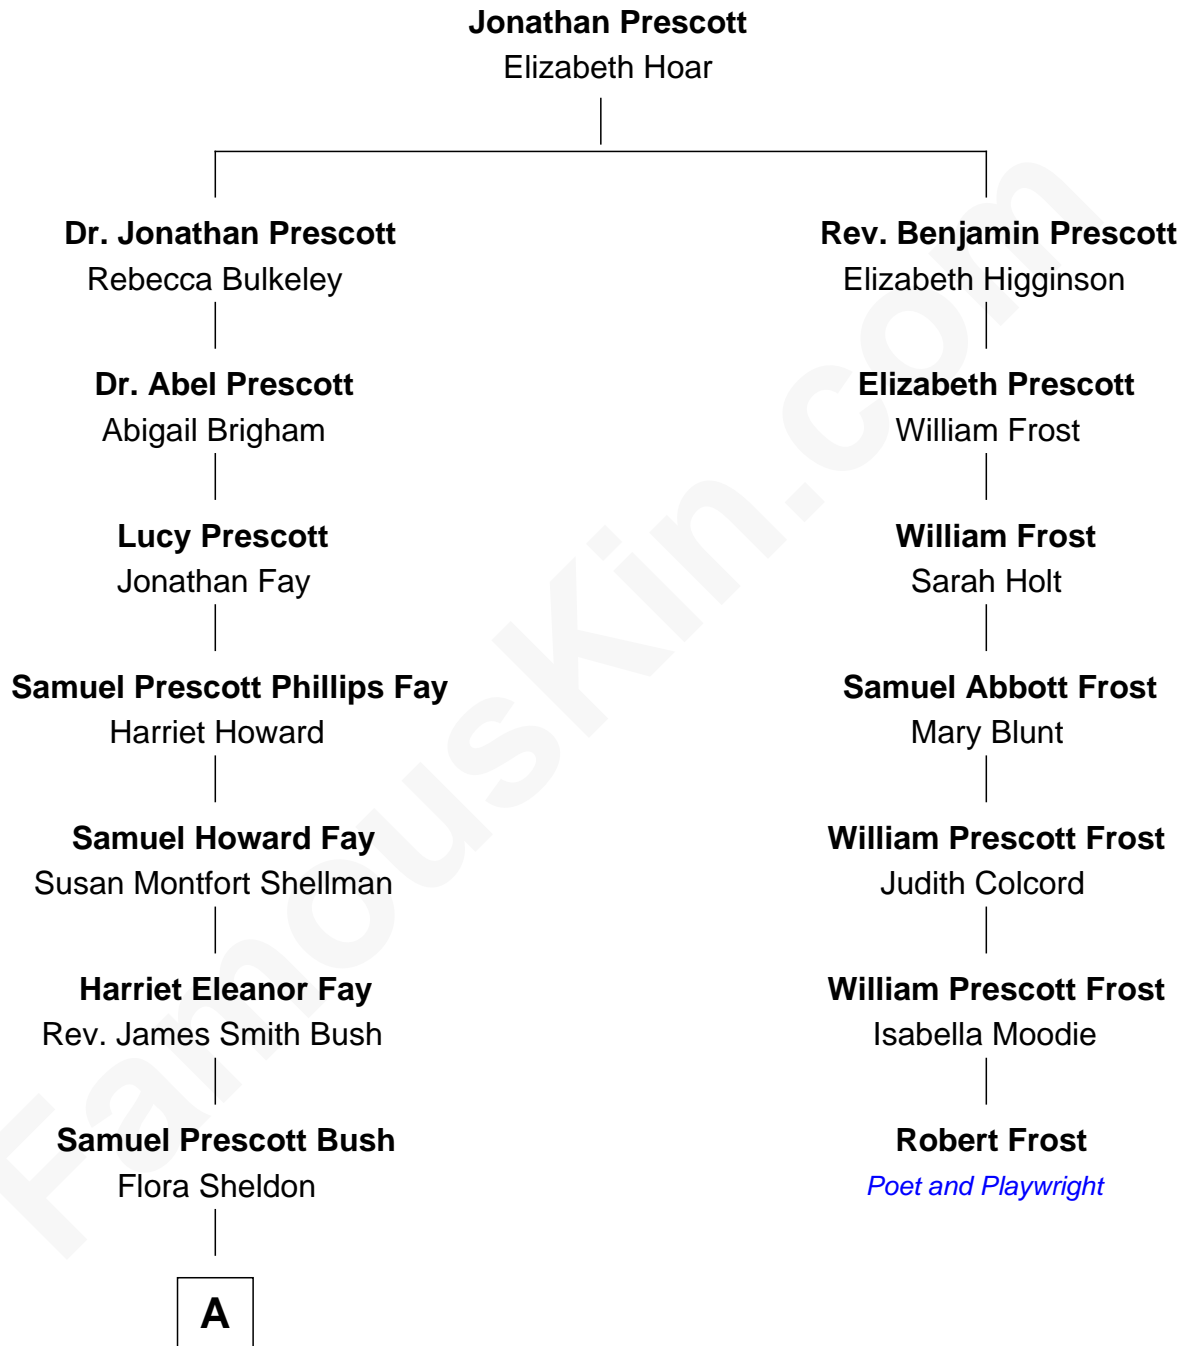 Jonathan Prescott
Elizabeth Hoar
Dr. Jonathan Prescott
Rebecca Bulkeley
Rev. Benjamin Prescott
Elizabeth Higginson
Dr. Abel Prescott
Abigail Brigham
Elizabeth Prescott
William Frost
Lucy Prescott
Jonathan Fay
William Frost
Sarah Holt
Samuel Prescott Phillips Fay
Harriet Howard
Samuel Abbott Frost
Mary Blunt
Samuel Howard Fay
Susan Montfort Shellman
William Prescott Frost
Judith Colcord
Harriet Eleanor Fay
Rev. James Smith Bush
William Prescott Frost
Isabella Moodie
Samuel Prescott Bush
Flora Sheldon
Robert Frost
Poet and Playwright
A
FamousKin.com